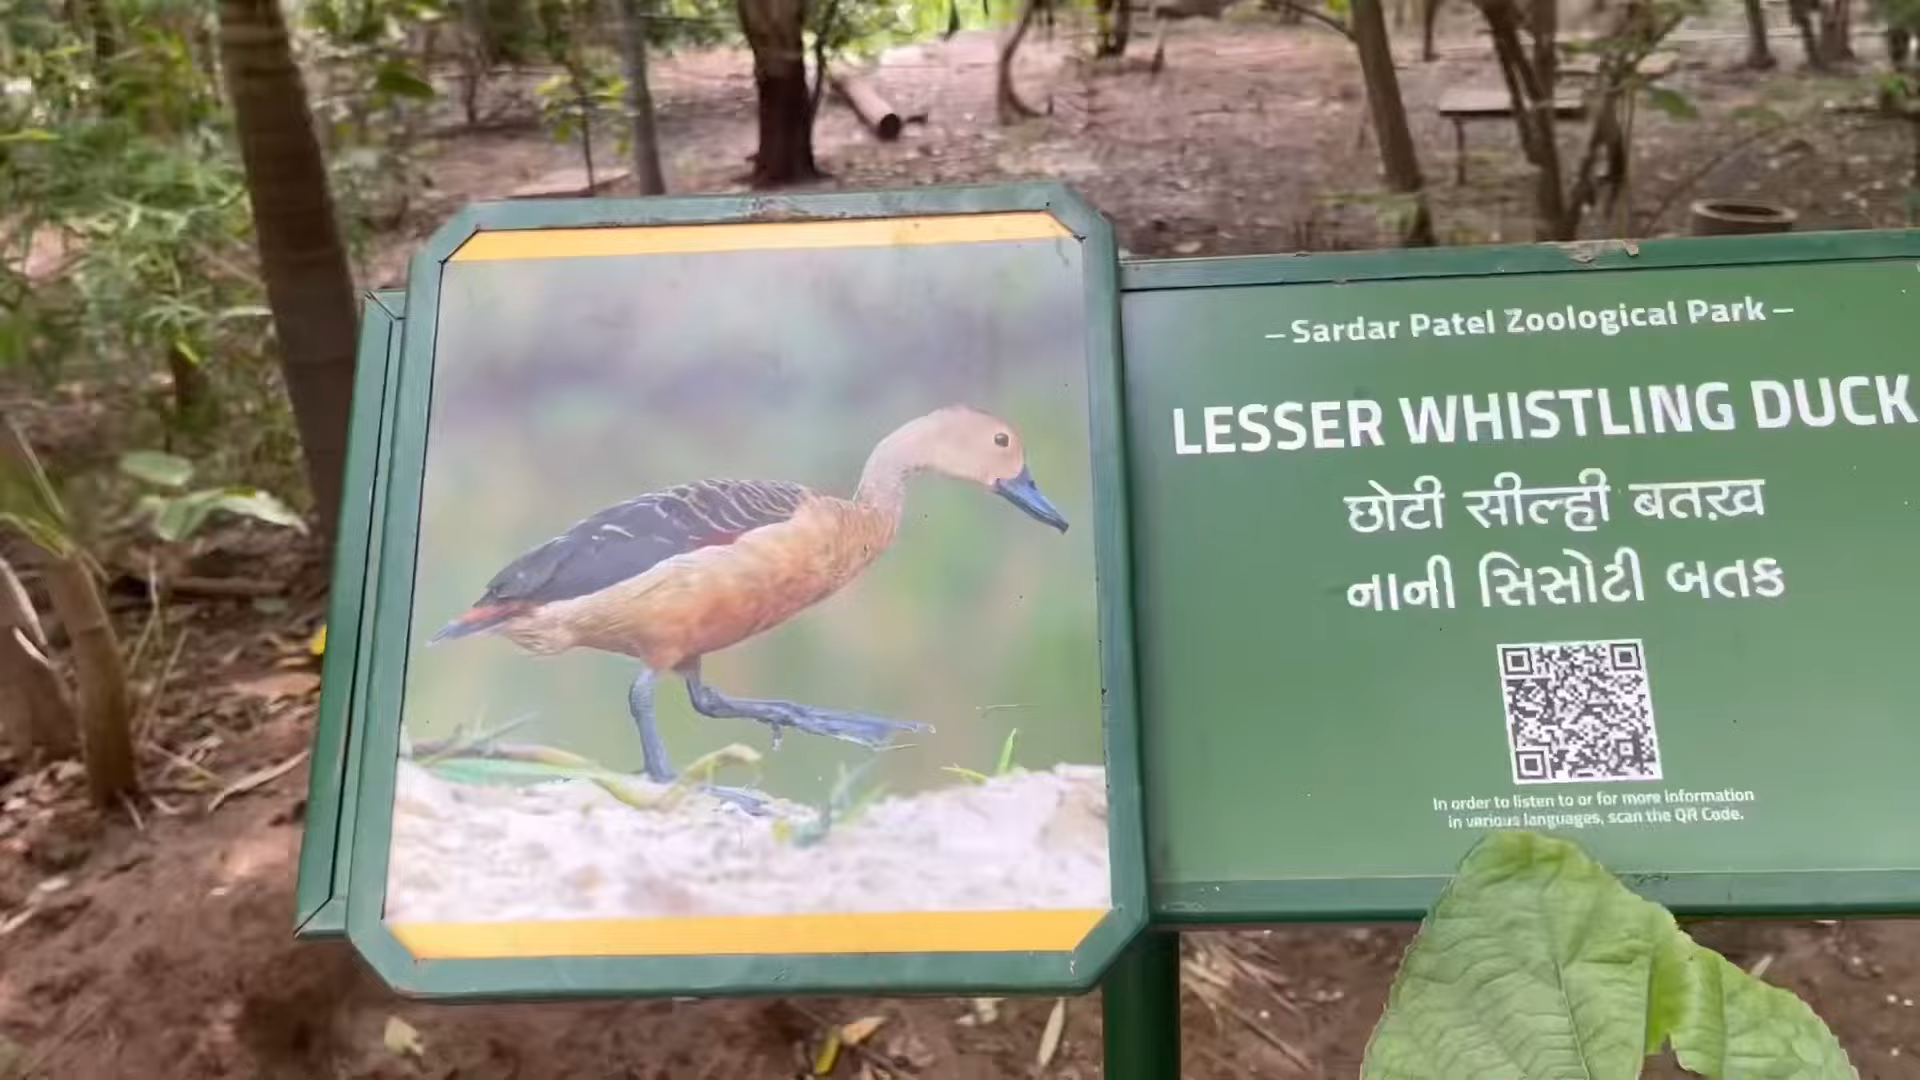 – Sardar Patel Zoological Park –
LESSER WHISTLING DUCK
छोटी सील्ही बतख़
નાની સિસોટી બતક
In order to listen to or for more information
in various languages, scan the QR Code.